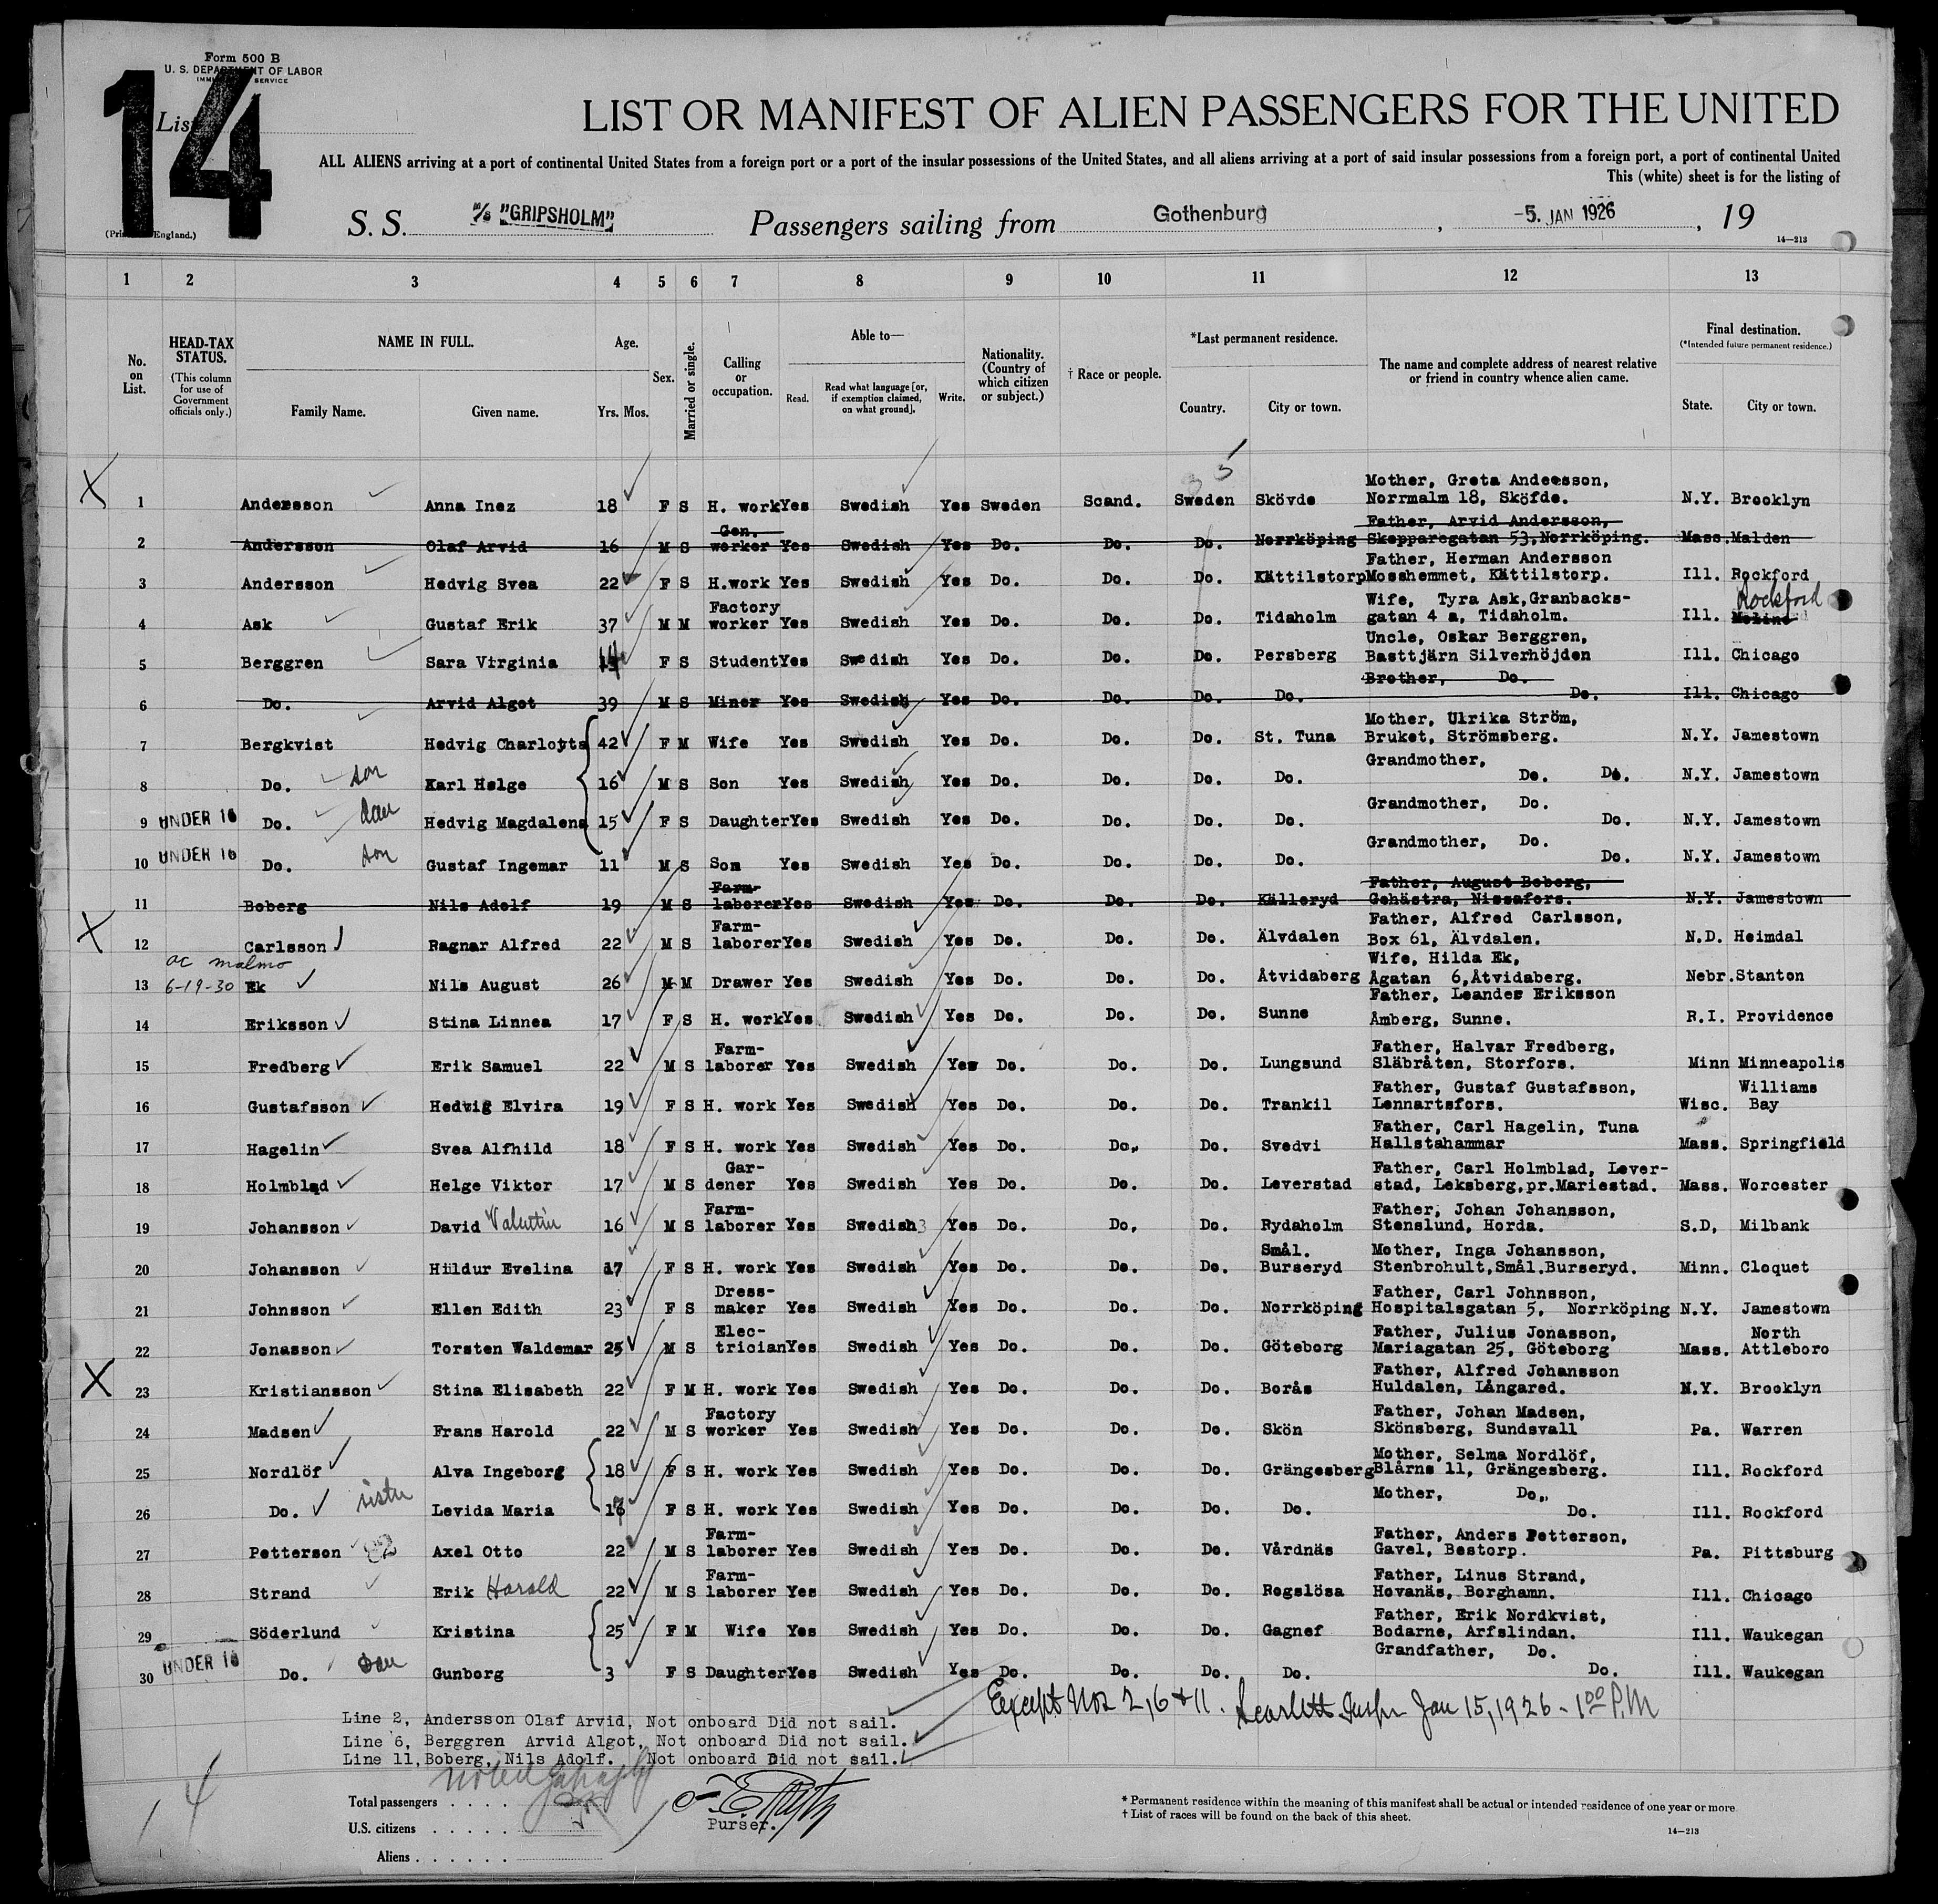 Form 500 B
U. S. DEPARTMENT OF LABOR
SERVICE
14
List
LIST OR MANIFEST OF ALIEN PASSENGERS FOR THE UNITED
ALL ALIENS arriving at a port of continental United States from a foreign port or a port of the insular possessions of the United States, and all aliens arriving at a port of said insular possessions from a foreign port, a port of continental United
This (white) sheet is for the listing of
(Pri England.)
S. S. M/S "GRIPSHOLM" Passengers sailing from Gothenburg, -5. JAN 1926, 19
14—213
1 2 3 4 5 6 7 8 9 10 11 12 13
No. on List. HEAD-TAX STATUS. (This column for use of Government officials only.) NAME IN FULL. Family Name. Given name. Age. Yrs. Mos. Sex. Married or single. Calling or occupation. Able to— Read. Read what language [or, if exemption claimed, on what ground]. Write. Nationality. (Country of which citizen or subject.) † Race or people. *Last permanent residence. Country. City or town. The name and complete address of nearest relative or friend in country whence alien came. Final destination. (*Intended future permanent residence.) State. City or town.
X 1 Andersson Anna Inez 18 F S H. work Yes Swedish Yes Sweden Scand. Sweden Skövde Mother, Greta Andersson, Norrmalm 18, Sköfde. N.Y. Brooklyn
2 Andersson Olaf Arvid 16 M S Gen. worker Yes Swedish Yes Do. Do. Do. Norrköping Father, Arvid Andersson, Skepparegatan 53, Norrköping. Mass. Malden
3 Andersson Hedvig Svea 22 F S H.work Yes Swedish Yes Do. Do. Do. Kättilstorp Father, Herman Andersson Mosshemmet, Kättilstorp. Ill. Rockford
4 Ask Gustaf Erik 37 M M Factory worker Yes Swedish Yes Do. Do. Do. Tidaholm Wife, Tyra Ask, Granbacks-gatan 4 a, Tidaholm. Ill. Moline Rockford
5 Berggren Sara Virginia 14 F S Student Yes Swedish Yes Do. Do. Do. Persberg Uncle, Oskar Berggren, Basttjärn Silverhöjden Ill. Chicago
6 Do. Arvid Algot 39 M S Miner Yes Swedish Yes Do. Do. Do. Do. Brother, Do. Do. Ill. Chicago
7 Bergkvist Hedvig Charlotta 42 F M Wife Yes Swedish Yes Do. Do. Do. St. Tuna Mother, Ulrika Ström, Bruket, Strömsberg. N.Y. Jamestown
8 Do. son Karl Helge 16 M S Son Yes Swedish Yes Do. Do. Do. Do. Grandmother, Do. Do. N.Y. Jamestown
9 UNDER 16 Do. dau Hedvig Magdalena 15 F S Daughter Yes Swedish Yes Do. Do. Do. Do. Grandmother, Do. Do. N.Y. Jamestown
10 UNDER 16 Do. son Gustaf Ingemar 11 M S Son Yes Swedish Yes Do. Do. Do. Do. Grandmother, Do. Do. N.Y. Jamestown
11 Boberg Nils Adolf 19 M S Farm-laborer Yes Swedish Yes Do. Do. Do. Källeryd Father, August Boberg, Gehästra, Nissafors. N.Y. Jamestown
X 12 Carlsson Ragnar Alfred 22 M S Farm-laborer Yes Swedish Yes Do. Do. Do. Älvdalen Father, Alfred Carlsson, Box 61, Älvdalen. N.D. Heimdal
13 ac malmo 6-19-30 Ek Nils August 26 M M Drawer Yes Swedish Yes Do. Do. Do. Åtvidaberg Wife, Hilda Ek, Ågatan 6, Åtvidaberg. Nebr. Stanton
14 Eriksson Stina Linnea 17 F S H. work Yes Swedish Yes Do. Do. Do. Sunne Father, Leander Eriksson Åmberg, Sunne. R.I. Providence
15 Fredberg Erik Samuel 22 M S Farm-laborer Yes Swedish Yes Do. Do. Do. Lungsund Father, Halvar Fredberg, Släbråten, Storfors. Minn Minneapolis
16 Gustafsson Hedvig Elvira 19 F S H. work Yes Swedish Yes Do. Do. Do. Trankil Father, Gustaf Gustafsson, Lennartsfors. Wisc. Williams Bay
17 Hagelin Svea Alfhild 18 F S H. work Yes Swedish Yes Do. Do. Do. Svedvi Father, Carl Hagelin, Tuna Hallstahammar Mass. Springfield
18 Holmblad Helge Viktor 17 M S Gar-dener Yes Swedish Yes Do. Do. Do. Leverstad Father, Carl Holmblad, Lever-stad, Leksberg, pr. Mariestad. Mass. Worcester
19 Johansson David Valentin 16 M S Farm-laborer Yes Swedish Yes Do. Do, Do. Rydaholm Father, Johan Johansson, Stenslund, Horda. S.D, Milbank
20 Johansson Hildur Evelina 17 F S H. work Yes Swedish Yes Do. Do. Do. Smål. Burseryd Mother, Inga Johansson, Stenbrohult, Smål. Burseryd. Minn. Cloquet
21 Johnsson Ellen Edith 23 F S Dress-maker Yes Swedish Yes Do. Do. Do. Norrköping Father, Carl Johnsson, Hospitalsgatan 5, Norrköping N.Y. Jamestown
22 Jonasson Torsten Waldemar 25 M S Elec-trician Yes Swedish Yes Do. Do. Do. Göteborg Father, Julius Jonasson, Mariagatan 25, Göteborg Mass. North Attleboro
X 23 Kristiansson Stina Elisabeth 22 F M H. work Yes Swedish Yes Do. Do. Do. Borås Father, Alfred Johansson Huldalen, Långared. N.Y. Brooklyn
24 Madsen Frans Harold 22 M S Factory worker Yes Swedish Yes Do. Do. Do. Skön Father, Johan Madsen, Skönsberg, Sundsvall Pa. Warren
25 Nordlöf Alva Ingeborg 18 F S H. work Yes Swedish Yes Do. Do. Do. Grängesberg Mother, Selma Nordlöf, Blårns 11, Grängesberg. Ill. Rockford
26 Do. sister Levida Maria 17 F S H. work Yes Swedish Yes Do. Do. Do. Do. Mother, Do. Do. Ill. Rockford
27 Petterson Axel Otto 22 M S Farm-laborer Yes Swedish Yes Do. Do. Do. Vårdnäs Father, Anders Petterson, Gavel, Bestorp. Pa. Pittsburg
28 Strand Erik Harold 22 M S Farm-laborer Yes Swedish Yes Do. Do. Do. Rogslösa Father, Linus Strand, Hovanäs, Borghamn. Ill. Chicago
29 Söderlund Kristina 25 F M Wife Yes Swedish Yes Do. Do. Do. Gagnef Father, Erik Nordkvist, Bodarne, Arfslindan. Ill. Waukegan
30 UNDER 16 Do. Dau Gunborg 3 F S Daughter Yes Swedish Yes Do. Do. Do. Do. Grandfather, Do. Do. Ill. Waukegan
Except Nos 2, 6 + 11. Scarlett Inspr Jan 15, 1926 - 1 00 P.M
Line 2, Andersson Olaf Arvid, Not onboard Did not sail.
Line 6, Berggren Arvid Algot, Not onboard Did not sail.
Line 11, Boberg, Nils Adolf. Not onboard Did not sail.
14
Total passengers
U.S. citizens
Aliens
Purser.
* Permanent residence within the meaning of this manifest shall be actual or intended residence of one year or more
† List of races will be found on the back of this sheet.
14—213